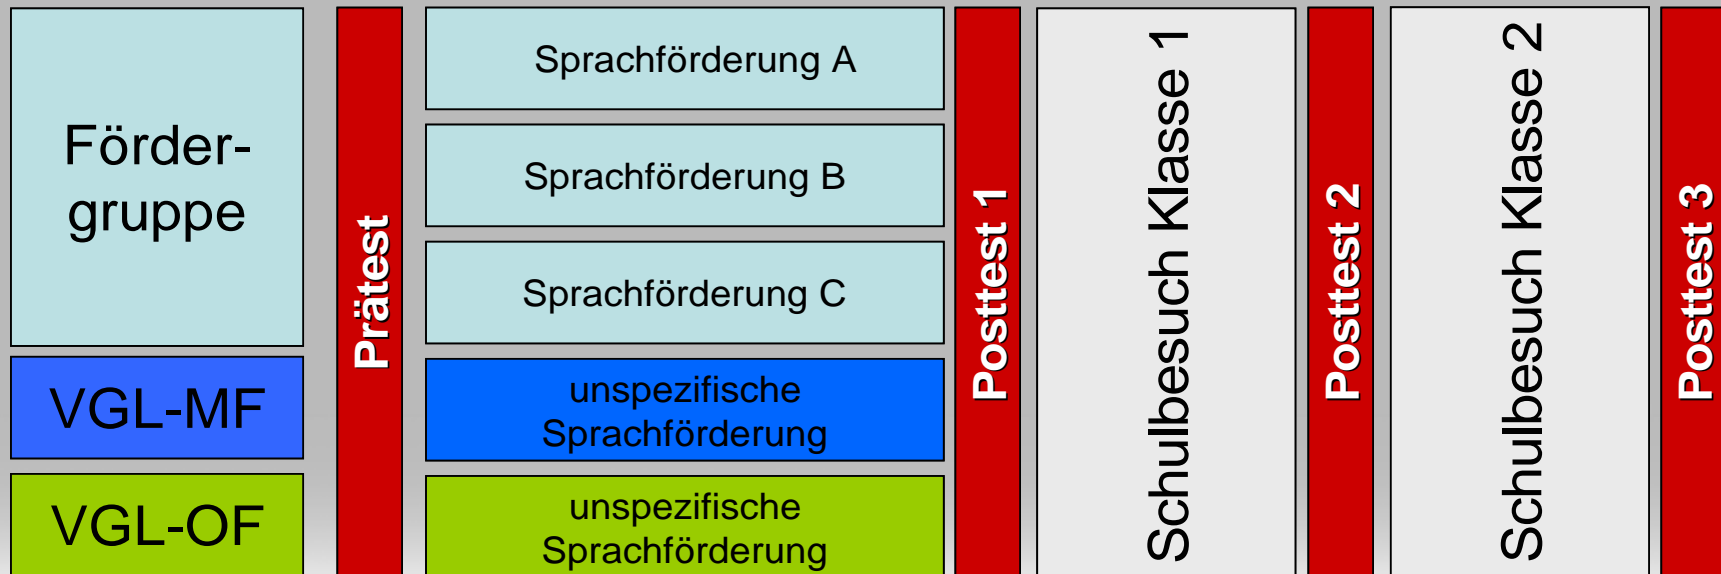 Förder-
gruppe
VGL-MF
VGL-OF
Prätest
Sprachförderung A
Sprachförderung B
Sprachförderung C
unspezifische
Sprachförderung
unspezifische
Sprachförderung
Posttest 1
Schulbesuch Klasse 1
Posttest 2
Schulbesuch Klasse 2
Posttest 3